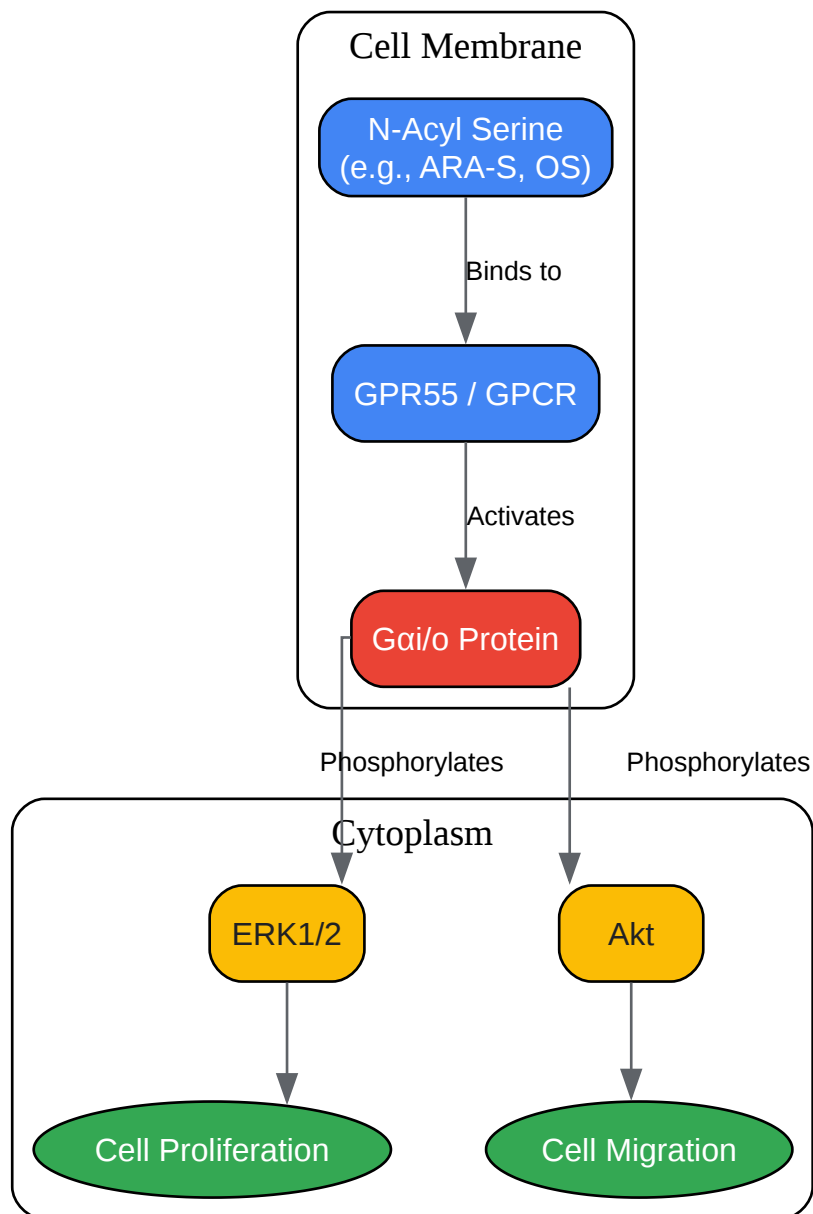 Cell Membrane
N-Acyl Serine
(e.g., ARA-S, OS)
Binds to
GPR55 / GPCR
Activates
Gαi/o Protein
Phosphorylates
Phosphorylates
Cytoplasm
ERK1/2
Akt
Cell Proliferation
Cell Migration